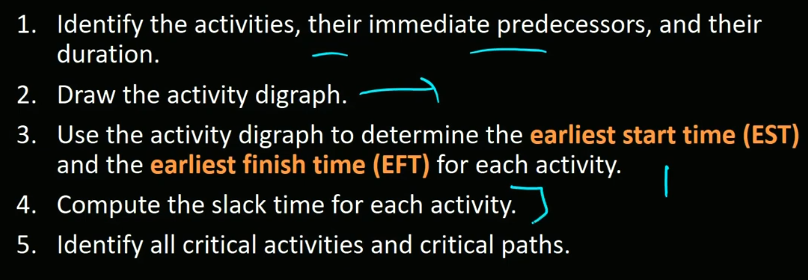 1. Identify the activities, their immediate predecessors, and their
duration.
2. Draw the activity digraph.
3. Use the activity digraph to determine the earliest start time (EST)
and the earliest finish time (EFT) for each activity.
4. Compute the slack time for each activity.
5. Identify all critical activities and critical paths.